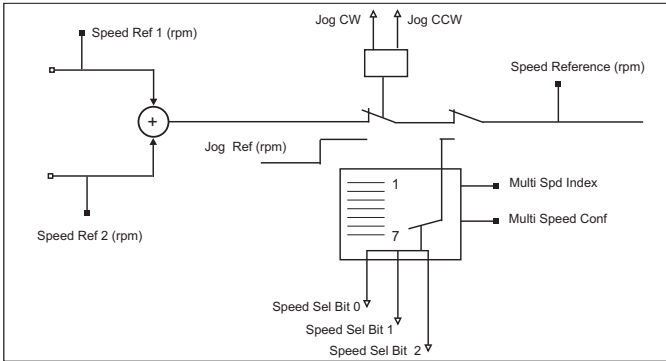 Jog CW
Jog CCW
Speed Ref 1 (rpm)
Speed Reference (rpm)
+
Jog Ref (rpm)
1
Multi Spd Index
Multi Speed Conf
7
Speed Ref 2 (rpm)
Speed Sel Bit 0
Speed Sel Bit 1
Speed Sel Bit 2